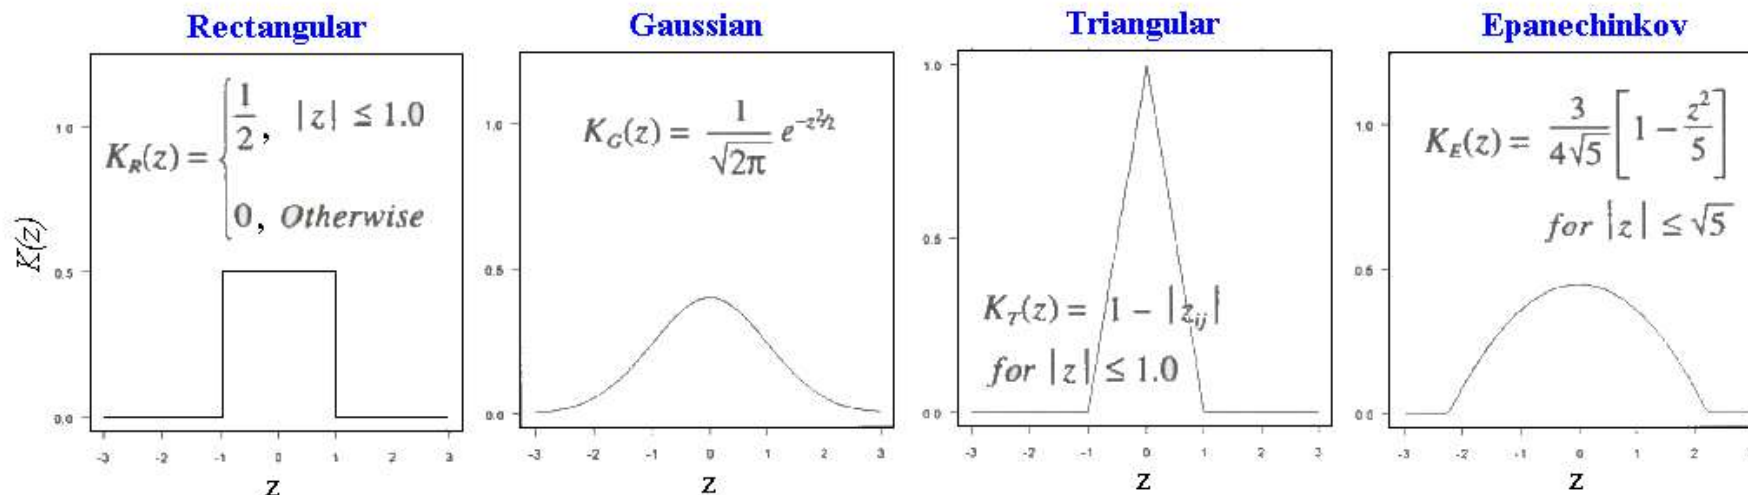 Rectangular
K(z)
1.0
0.5
0.0
K_R(z) = { 1/2, |z| ≤ 1.0
0, Otherwise
-3 -2 -1 0 1 2 3
z
Gaussian
1.0
0.5
0.0
K_G(z) = 1/√2π e^{-z²/2}
-3 -2 -1 0 1 2 3
z
Triangular
1.0
0.5
0.0
K_T(z) = 1 - |z_{ij}|
for |z| ≤ 1.0
-3 -2 -1 0 1 2 3
z
Epanechinkov
1.0
0.5
0.0
K_E(z) = 3/4√5 [1 - z²/5]
for |z| ≤ √5
-3 -2 -1 0 1 2 3
z